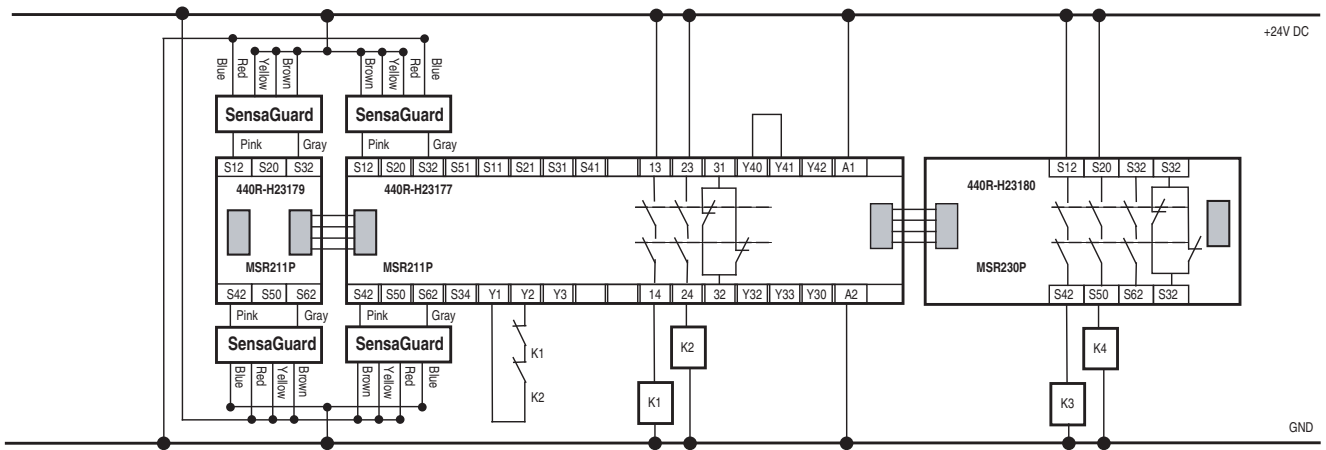 +24V DC
Blue Red Yellow Brown Brown Yellow Red Blue
SensaGuard SensaGuard
Pink Gray Pink Gray
S12 S20 S32 S12 S20 S32 S51 S11 S21 S31 S41 13 23 31 Y40 Y41 Y42 A1 S12 S20 S32 S32
440R-H23179 440R-H23177 440R-H23180
MSR211P MSR211P MSR230P
S42 S50 S62 S42 S50 S62 S34 Y1 Y2 Y3 14 24 32 Y32 Y33 Y30 A2 S42 S50 S62 S32
Pink Gray Pink Gray
SensaGuard SensaGuard K1 K2 K4
Blue Red Yellow Brown Brown Yellow Red Blue
K2 K1 K3
GND